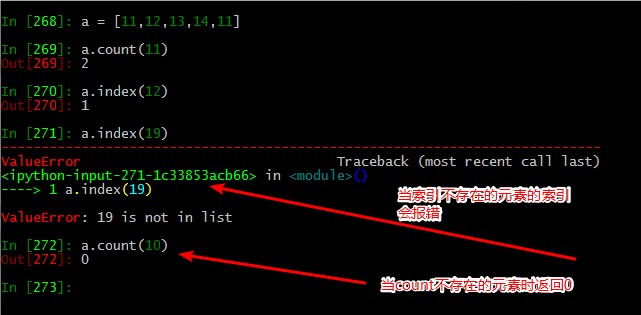 In [268]: a = [11,12,13,14,11]
In [269]: a.count(11)
Out[269]: 2
In [270]: a.index(12)
Out[270]: 1
In [271]: a.index(19)
---------------------------------------------------------------------------
ValueError                                Traceback (most recent call last)
<ipython-input-271-1c33853acb66> in <module>()
----> 1 a.index(19)
当索引不存在的元素的索引
会报错
ValueError: 19 is not in list
In [272]: a.count(10)
Out[272]: 0
当count不存在的元素时返回0
In [273]: